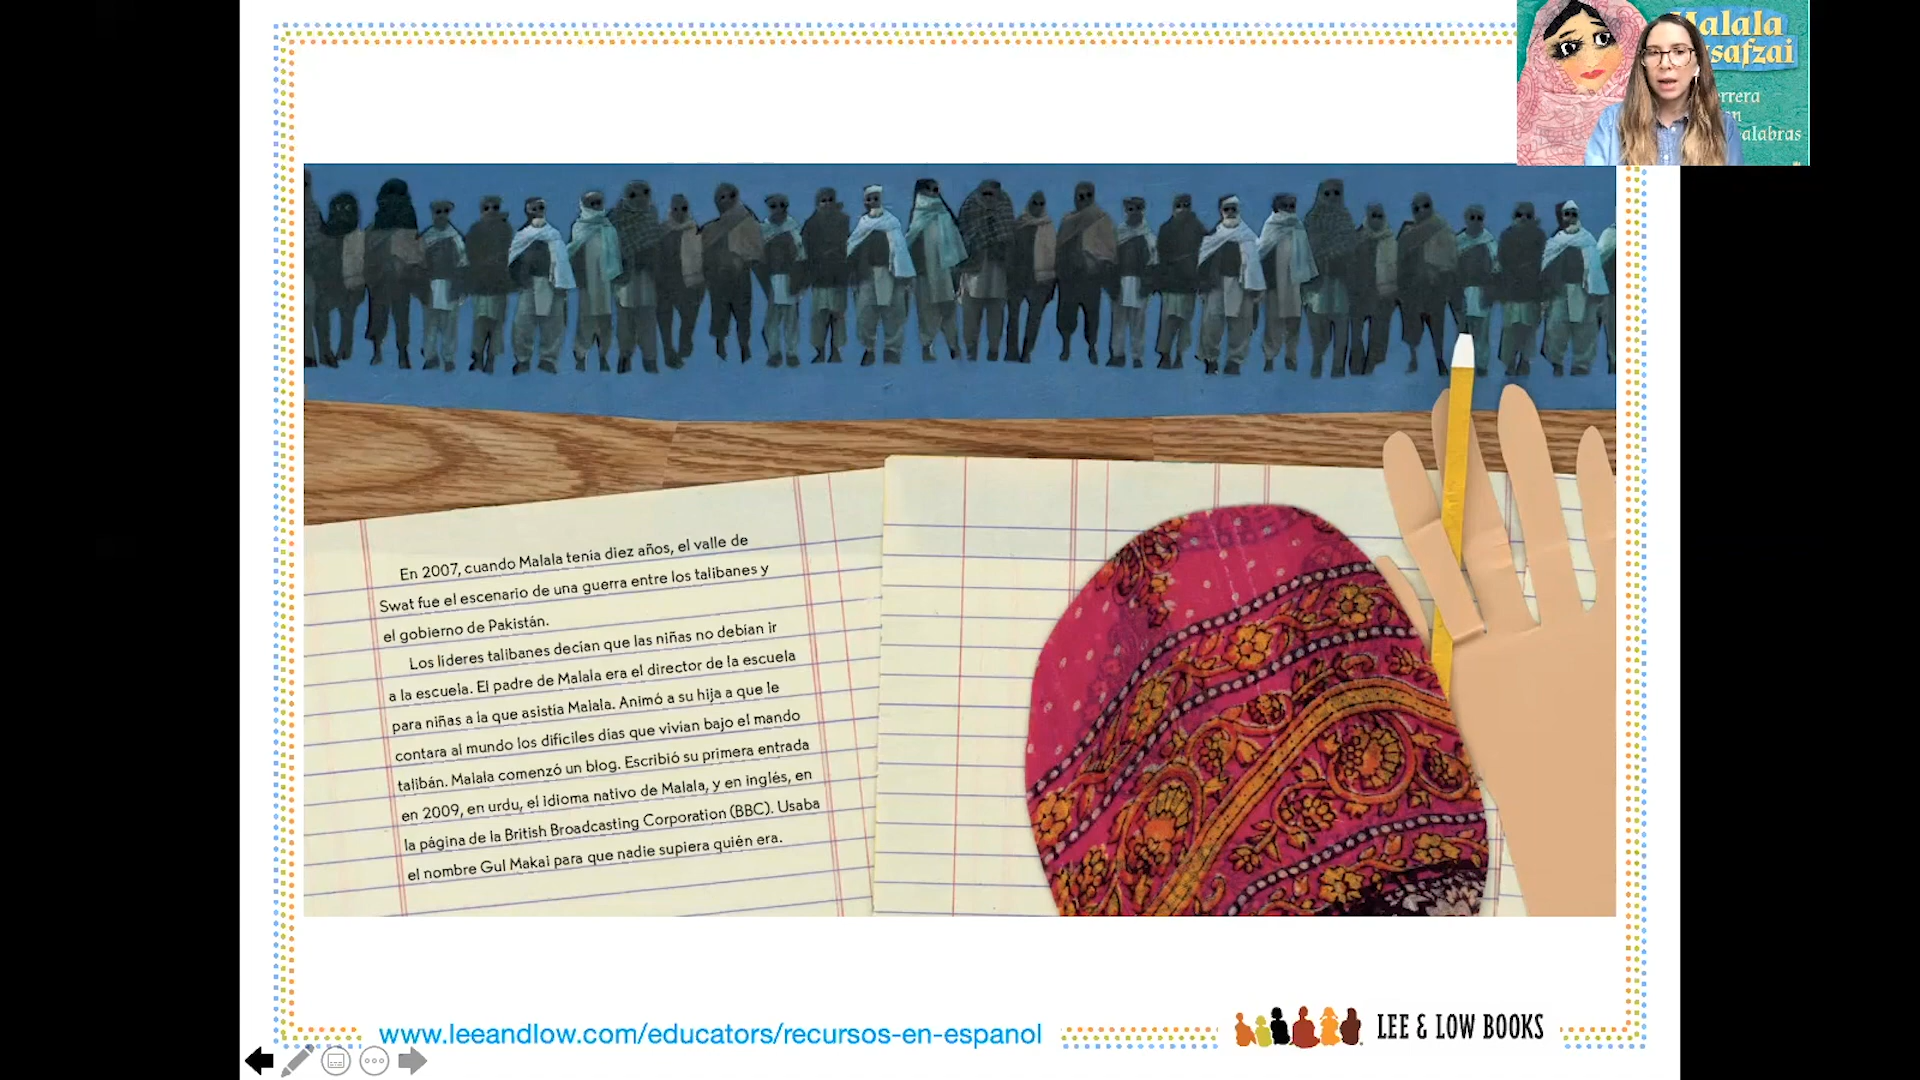 Malala
safzai
rrera
n
alabras
En 2007, cuando Malala tenía diez años, el valle de
Swat fue el escenario de una guerra entre los talibanes y
el gobierno de Pakistán.
Los líderes talibanes decían que las niñas no debían ir
a la escuela. El padre de Malala era el director de la escuela
para niñas a la que asistía Malala. Animó a su hija a que le
contara al mundo los difíciles días que vivían bajo el mando
talibán. Malala comenzó un blog. Escribió su primera entrada
en 2009, en urdu, el idioma nativo de Malala, y en inglés, en
la página de la British Broadcasting Corporation (BBC). Usaba
el nombre Gul Makai para que nadie supiera quién era.
www.leeandlow.com/educators/recursos-en-espanol
LEE & LOW BOOKS